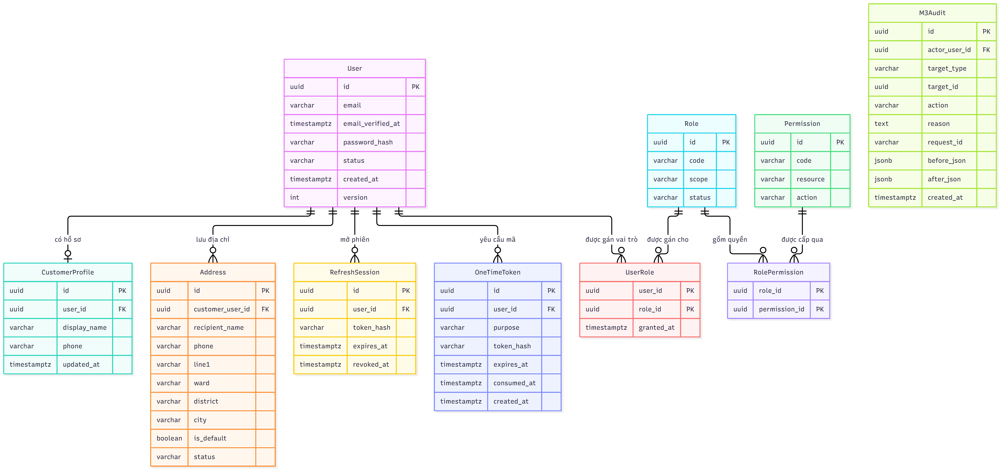 M3Audit
uuid id PK
uuid actor_user_id FK
varchar target_type
uuid target_id
varchar action
text reason
varchar request_id
jsonb before_json
jsonb after_json
timestamptz created_at
User
uuid id PK
varchar email
timestamptz email_verified_at
varchar password_hash
varchar status
timestamptz created_at
int version
Role
uuid id PK
varchar code
varchar scope
varchar status
Permission
uuid id PK
varchar code
varchar resource
varchar action
có hồ sơ
lưu địa chỉ
mở phiên
yêu cầu mã
được gán vai trò
được gán cho
gồm quyền
được cấp qua
CustomerProfile
uuid id PK
uuid user_id FK
varchar display_name
varchar phone
timestamptz updated_at
Address
uuid id PK
uuid customer_user_id FK
varchar recipient_name
varchar phone
varchar line1
varchar ward
varchar district
varchar city
boolean is_default
varchar status
RefreshSession
uuid id PK
uuid user_id FK
varchar token_hash
timestamptz expires_at
timestamptz revoked_at
OneTimeToken
uuid id PK
uuid user_id FK
varchar purpose
varchar token_hash
timestamptz expires_at
timestamptz consumed_at
timestamptz created_at
UserRole
uuid user_id PK
uuid role_id PK
timestamptz granted_at
RolePermission
uuid role_id PK
uuid permission_id PK